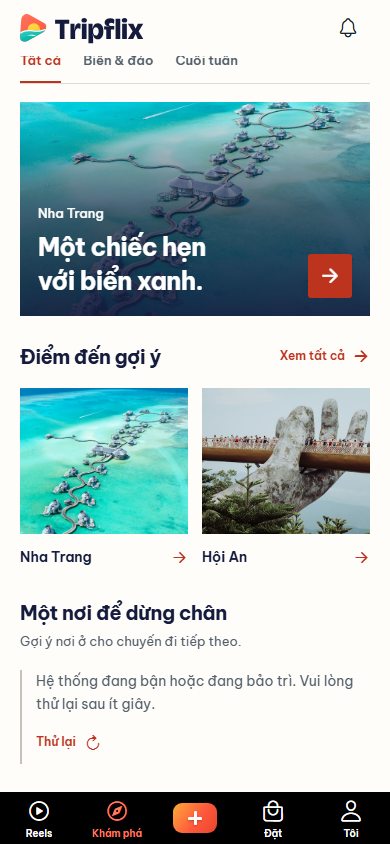 Tripflix
Tất cả Biển & đảo Cuối tuần
Nha Trang
Một chiếc hẹn
với biển xanh.
Điểm đến gợi ý
Xem tất cả
Nha Trang
Hội An
Một nơi để dừng chân
Gợi ý nơi ở cho chuyến đi tiếp theo.
Hệ thống đang bận hoặc đang bảo trì. Vui lòng
thử lại sau ít giây.
Thử lại
Reels Khám phá Đặt Tôi